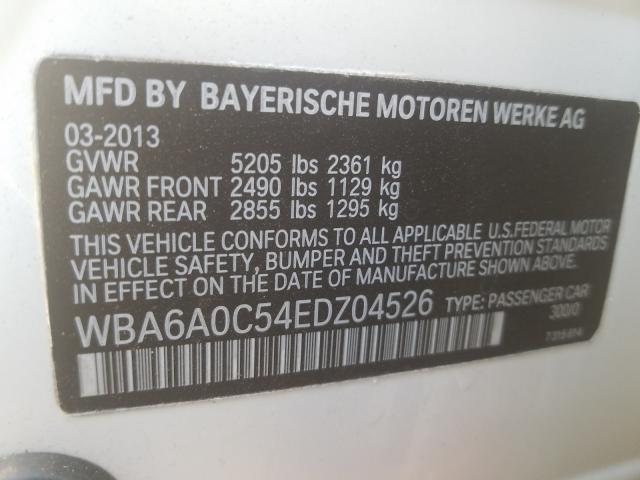 MFD BY BAYERISCHE MOTOREN WERKE AG
03-2013
GVWR 5205 lbs 2361 kg
GAWR FRONT 2490 lbs 1129 kg
GAWR REAR 2855 lbs 1295 kg
THIS VEHICLE CONFORMS TO ALL APPLICABLE U.S.FEDERAL MOTOR
VEHICLE SAFETY, BUMPER AND THEFT PREVENTION STANDARDS
IN EFFECT ON THE DATE OF MANUFACTURE SHOWN ABOVE.
WBA6A0C54EDZ04526 TYPE: PASSENGER CAR
300/0